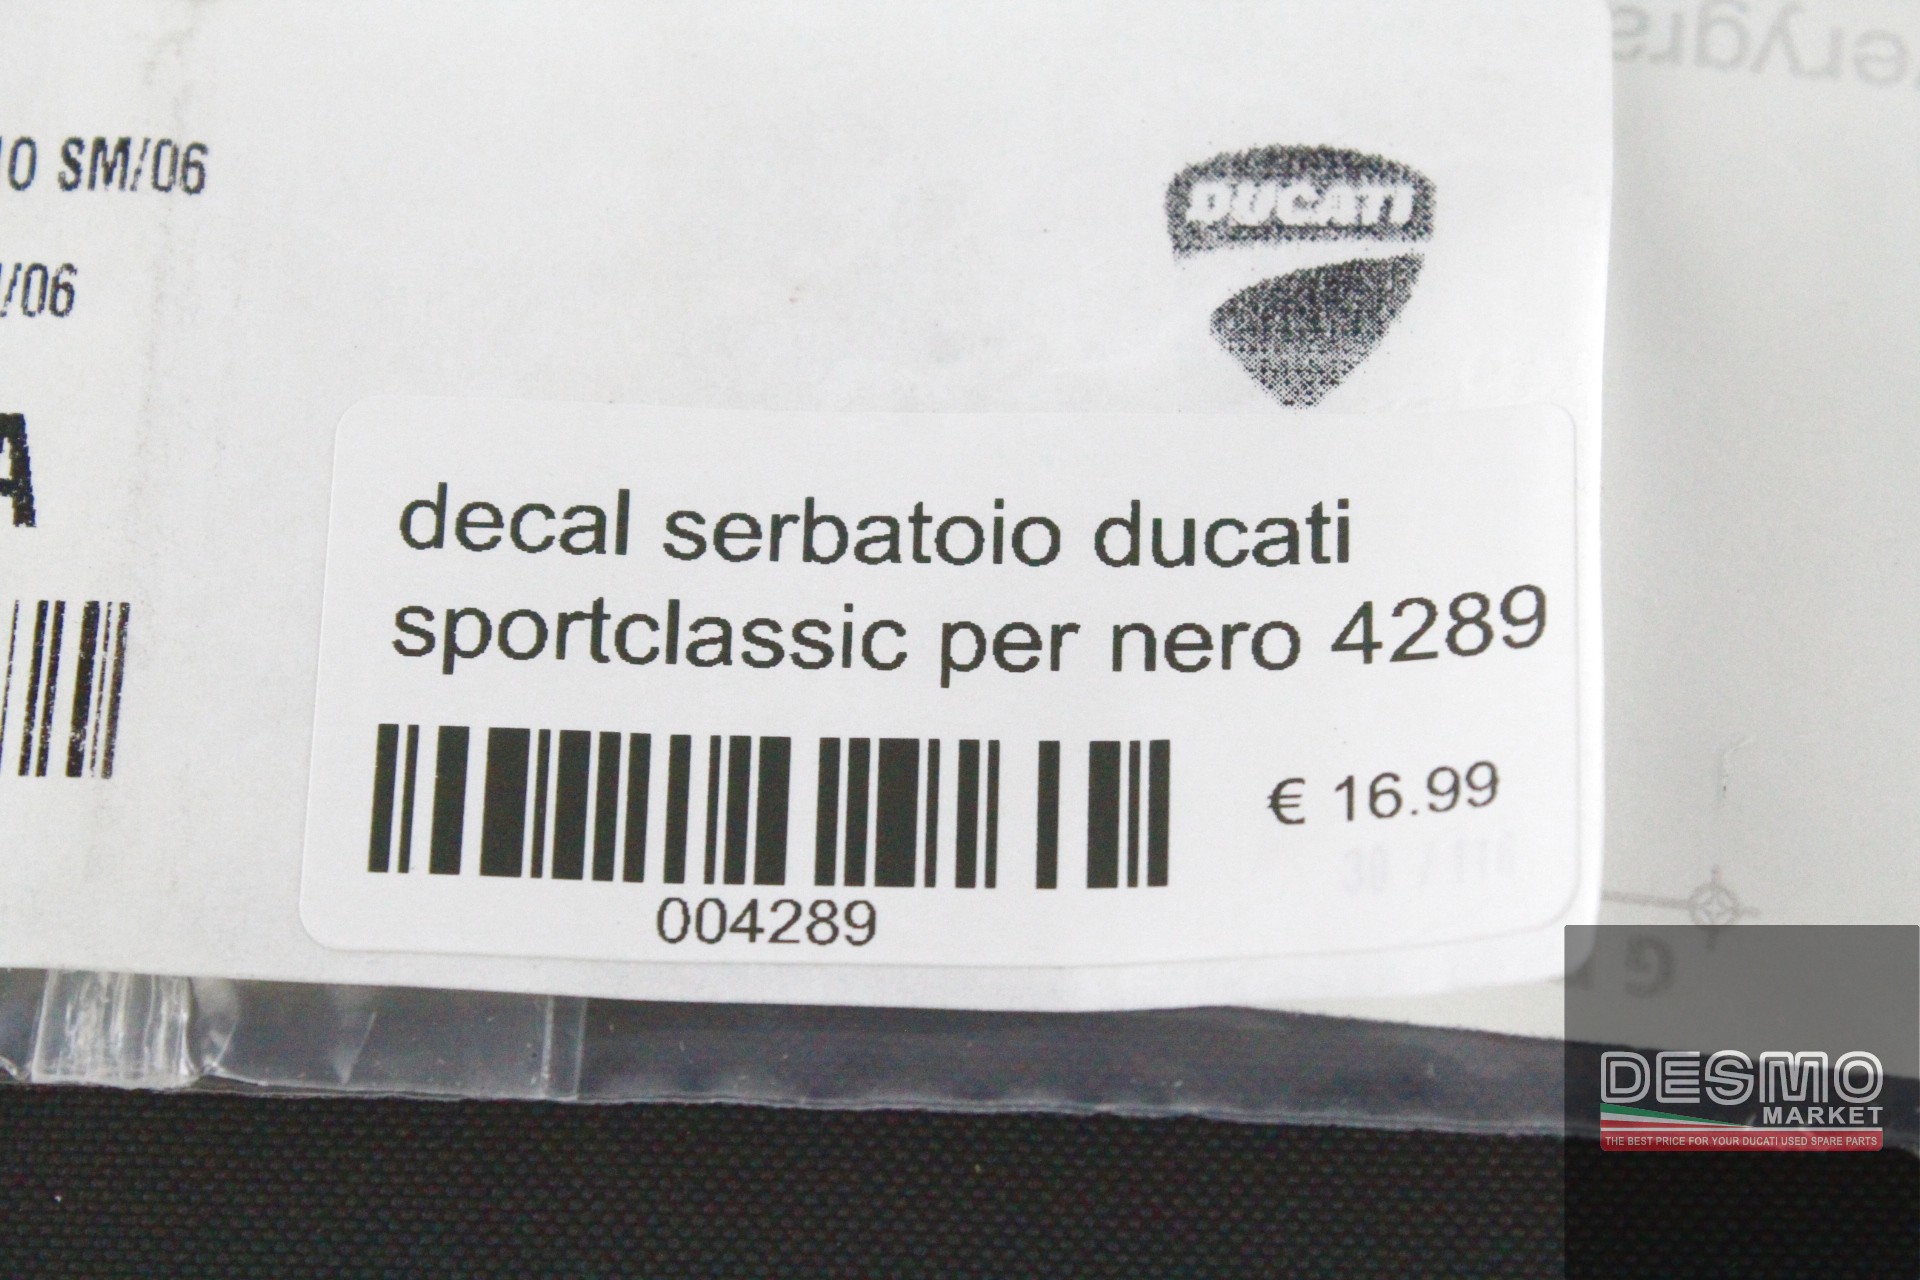 10 SM/06
/06
A
DUCATI
decal serbatoio ducati
sportclassic per nero 4289
€ 16.99
004289
DESMO
MARKET
THE BEST PRICE FOR YOUR DUCATI USED SPARE PARTS